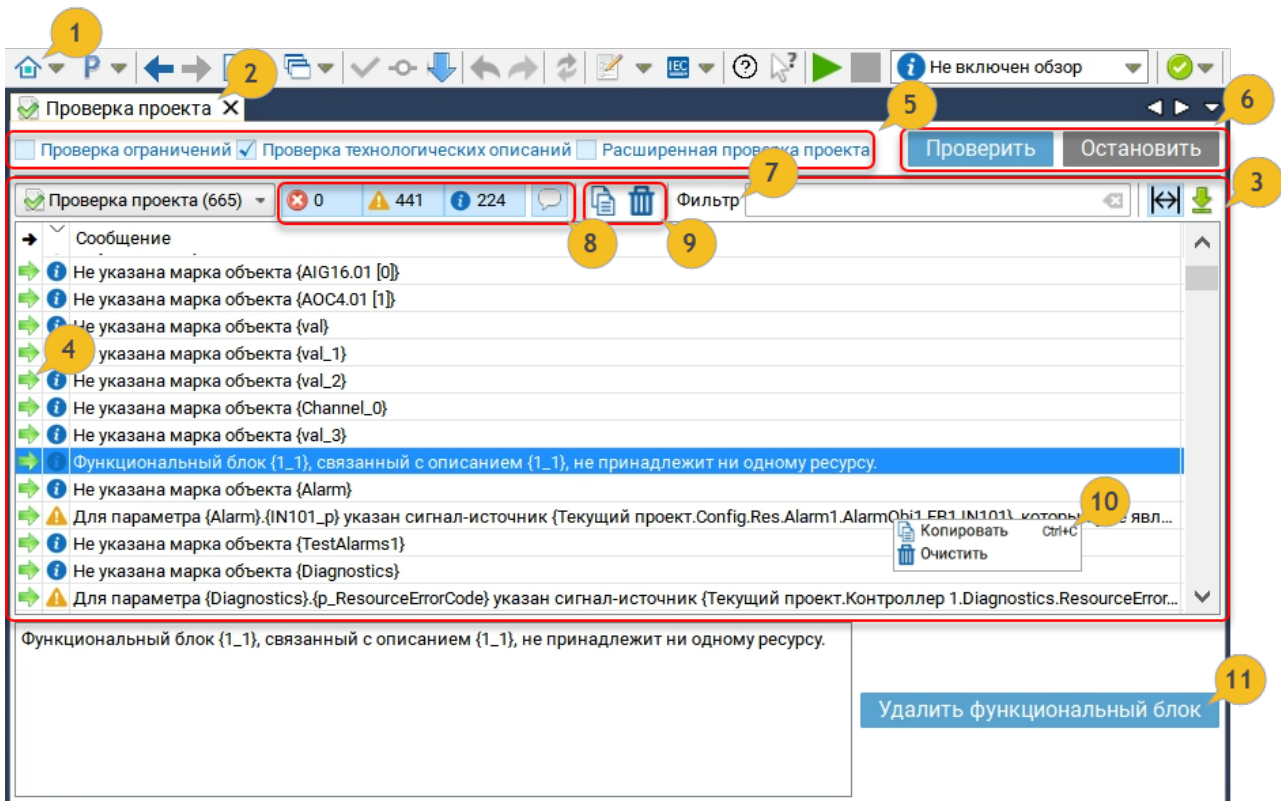 1
P IEC Не включен обзор
2
Проверка проекта
5
6
Проверка ограничений Проверка технологических описаний Расширенная проверка проекта Проверить Остановить
7
3
Проверка проекта (665) 0 441 224 Фильтр
8
9
Сообщение
Не указана марка объекта {AIG16.01 [0]}
Не указана марка объекта {AOC4.01 [1]}
Не указана марка объекта {val}
4
указана марка объекта {val_1}
Не указана марка объекта {val_2}
Не указана марка объекта {Channel_0}
Не указана марка объекта {val_3}
Функциональный блок {1_1}, связанный с описанием {1_1}, не принадлежит ни одному ресурсу.
Не указана марка объекта {Alarm}
10
Для параметра {Alarm}.{IN101_p} указан сигнал-источник {Текущий проект.Config.Res.Alarm1.AlarmObj1.FB1.IN101}, явл...
Копировать Ctrl+C
Не указана марка объекта {TestAlarms1}
Очистить
Не указана марка объекта {Diagnostics}
Для параметра {Diagnostics}.{p_ResourceErrorCode} указан сигнал-источник {Текущий проект.Контроллер 1.Diagnostics.ResourceError...
Функциональный блок {1_1}, связанный с описанием {1_1}, не принадлежит ни одному ресурсу.
11
Удалить функциональный блок